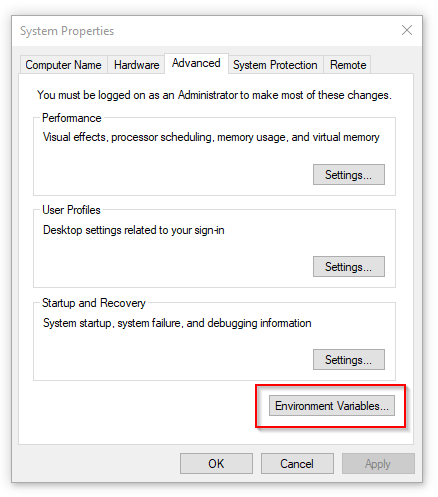 System Properties
Computer Name Hardware Advanced System Protection Remote
You must be logged on as an Administrator to make most of these changes.
Performance
Visual effects, processor scheduling, memory usage, and virtual memory
Settings...
User Profiles
Desktop settings related to your sign-in
Settings...
Startup and Recovery
System startup, system failure, and debugging information
Settings...
Environment Variables...
OK Cancel Apply